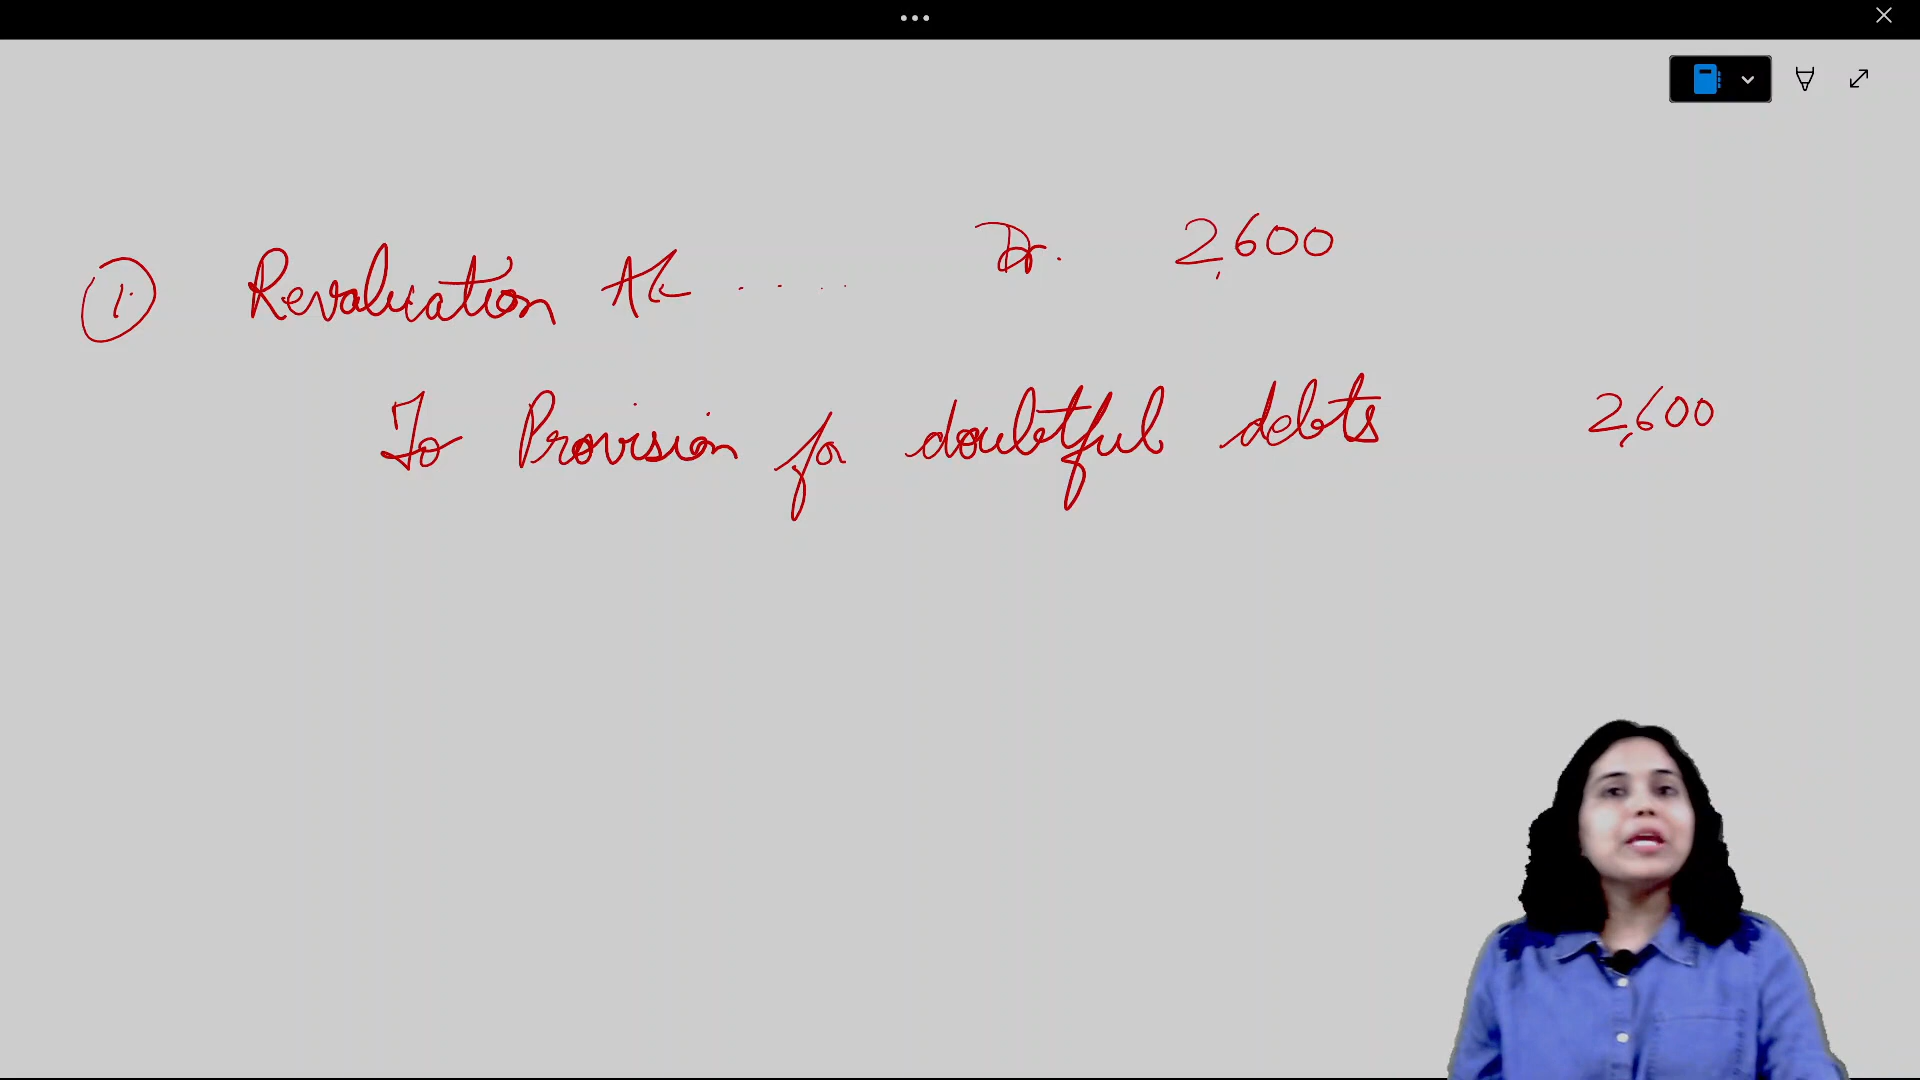 1. Revaluation A/c .... Dr. 2,600
To Provision for doubtful debts 2,600